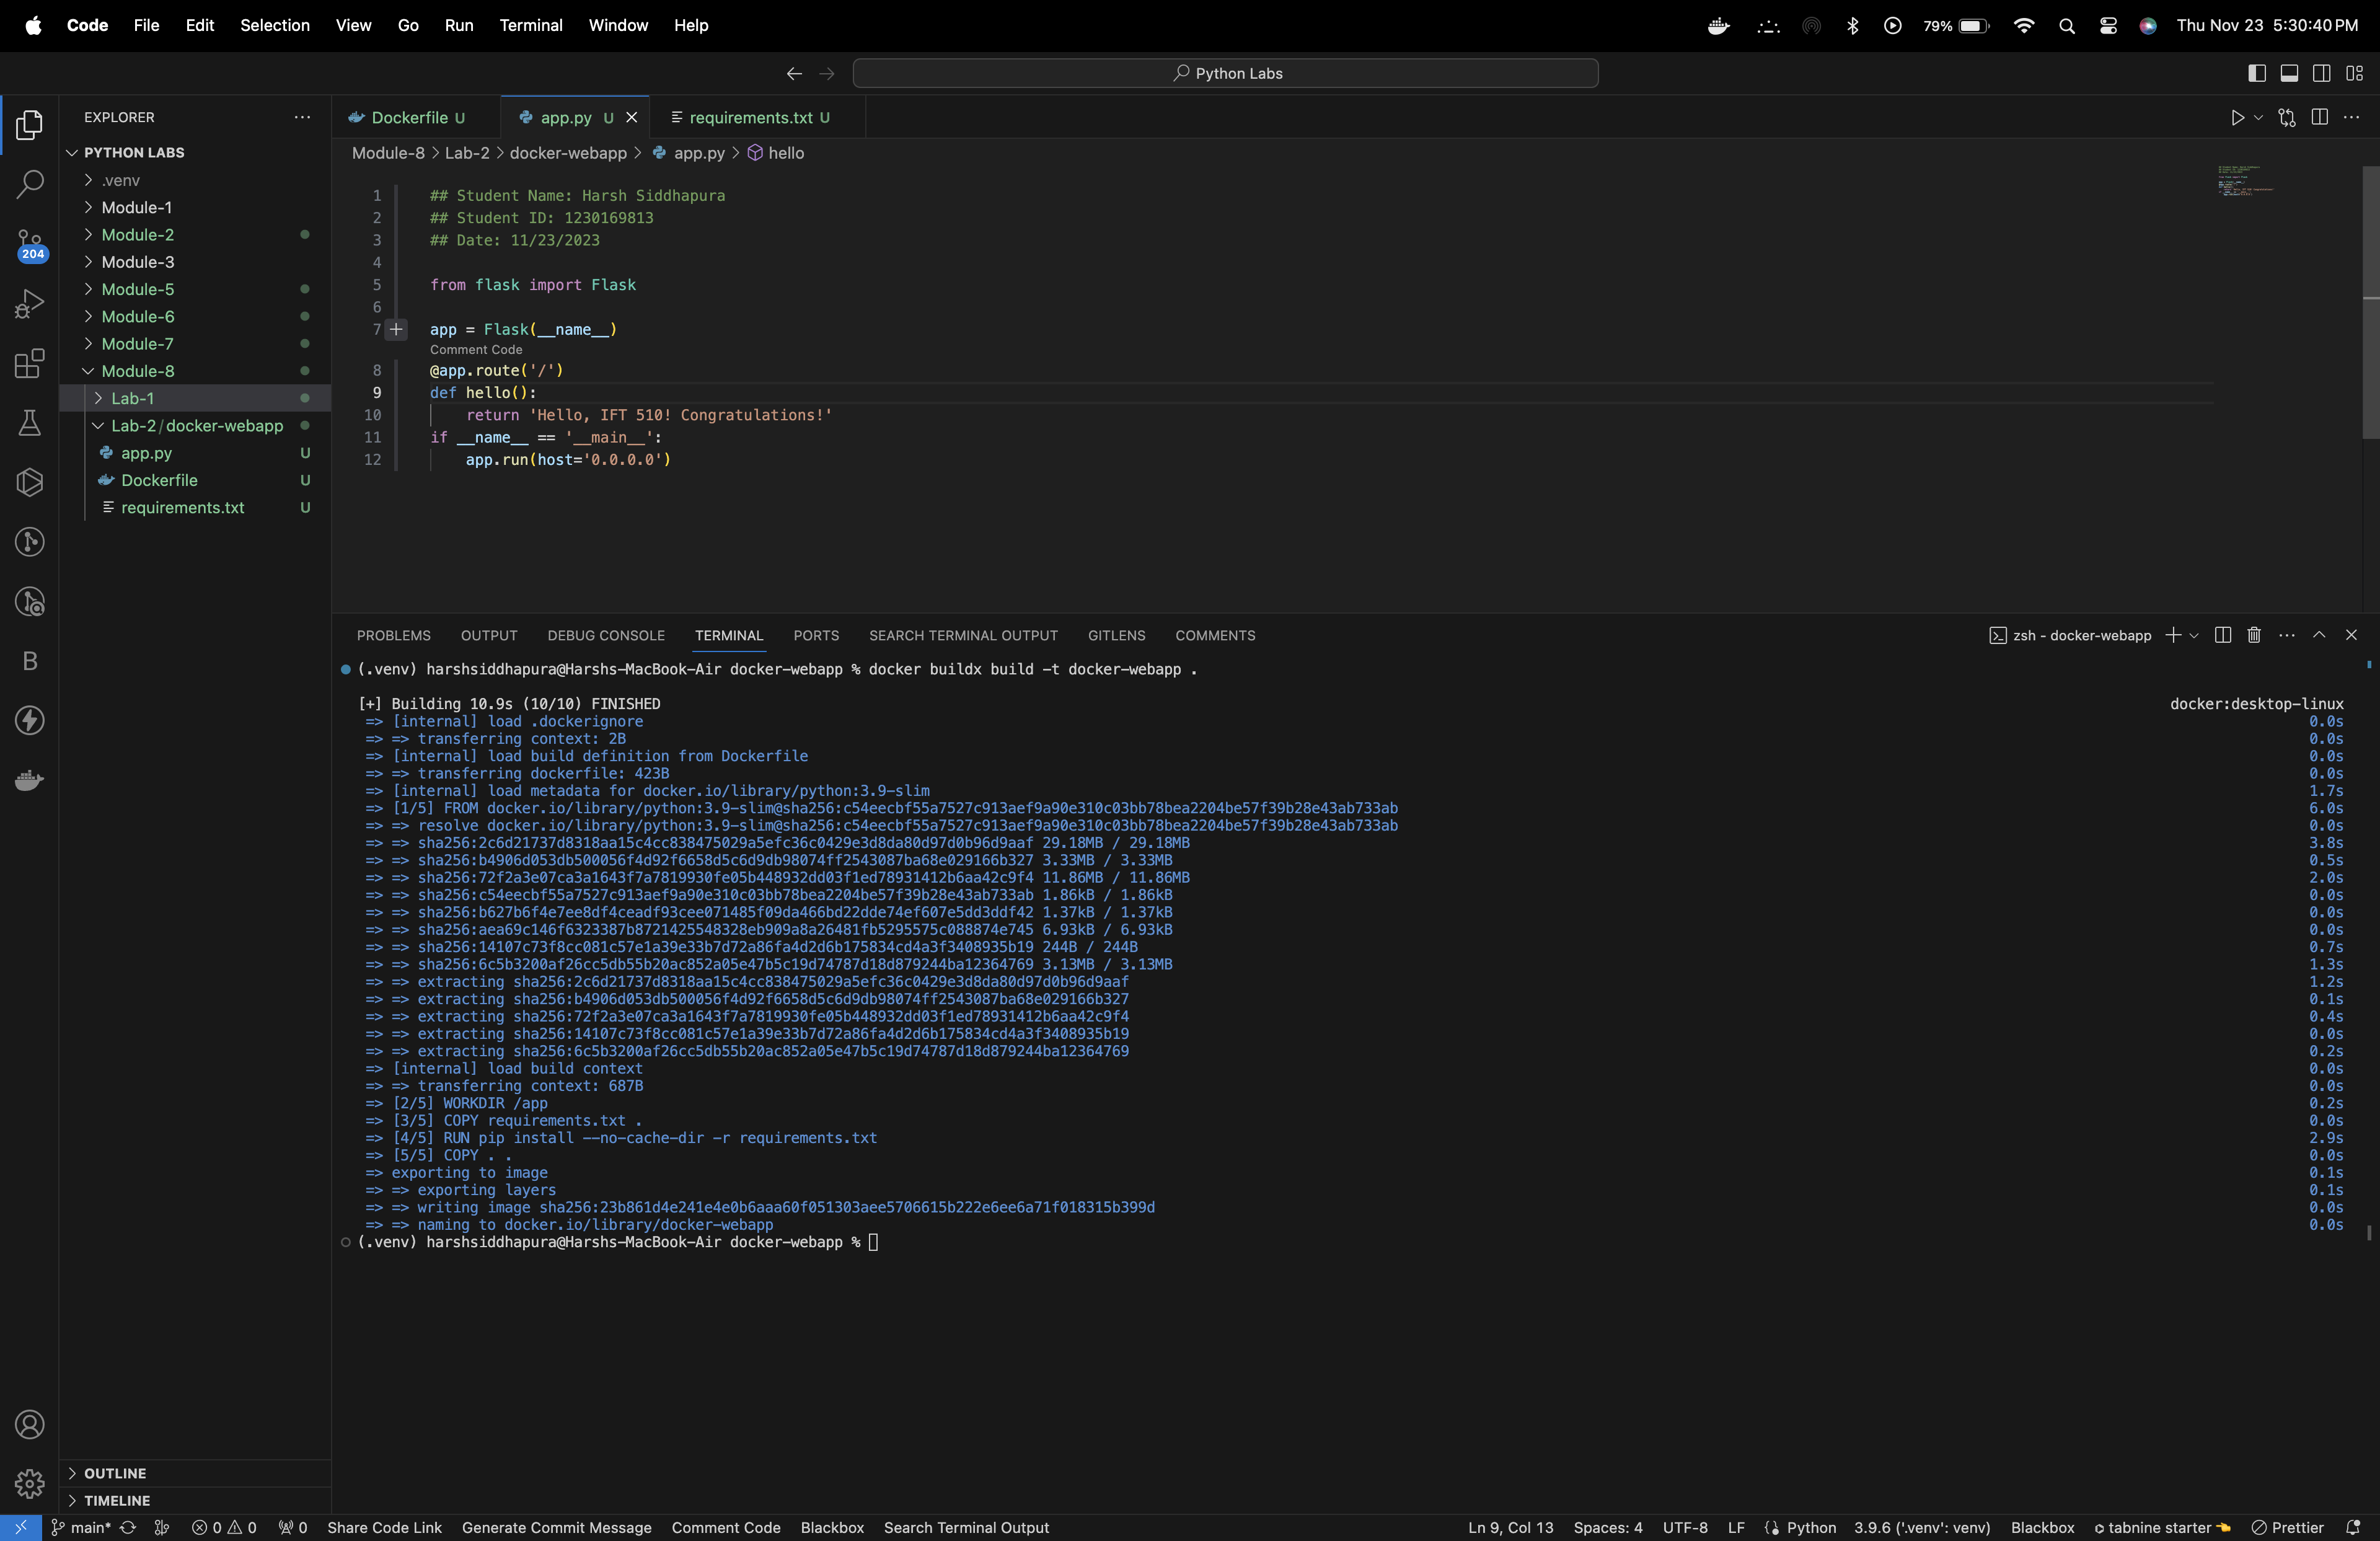 Code File Edit Selection View Go Run Terminal Window Help 79% Thu Nov 23 5:30:40 PM
Python Labs
EXPLORER
PYTHON LABS
.venv
Module-1
Module-2
Module-3
Module-5
Module-6
Module-7
Module-8
Lab-1
Lab-2/docker-webapp
app.py U
Dockerfile U
requirements.txt U
OUTLINE
TIMELINE
204
B
Dockerfile U app.py U requirements.txt U
Module-8 > Lab-2 > docker-webapp > app.py > hello
1 ## Student Name: Harsh Siddhapura
2 ## Student ID: 1230169813
3 ## Date: 11/23/2023
4
5 from flask import Flask
6
7 app = Flask(__name__)
Comment Code
8 @app.route('/')
9 def hello():
10 return 'Hello, IFT 510! Congratulations!'
11 if __name__ == '__main__':
12 app.run(host='0.0.0.0')
PROBLEMS OUTPUT DEBUG CONSOLE TERMINAL PORTS SEARCH TERMINAL OUTPUT GITLENS COMMENTS zsh - docker-webapp
(.venv) harshsiddhapura@Harshs-MacBook-Air docker-webapp % docker buildx build -t docker-webapp .
[+] Building 10.9s (10/10) FINISHED docker:desktop-linux
=> [internal] load .dockerignore 0.0s
=> => transferring context: 2B 0.0s
=> [internal] load build definition from Dockerfile 0.0s
=> => transferring dockerfile: 423B 0.0s
=> [internal] load metadata for docker.io/library/python:3.9-slim 1.7s
=> [1/5] FROM docker.io/library/python:3.9-slim@sha256:c54eecbf55a7527c913aef9a90e310c03bb78bea2204be57f39b28e43ab733ab 6.0s
=> => resolve docker.io/library/python:3.9-slim@sha256:c54eecbf55a7527c913aef9a90e310c03bb78bea2204be57f39b28e43ab733ab 0.0s
=> => sha256:2c6d21737d8318aa15c4cc838475029a5efc36c0429e3d8da80d97d0b96d9aaf 29.18MB / 29.18MB 3.8s
=> => sha256:b4906d053db500056f4d92f6658d5c6d9db98074ff2543087ba68e029166b327 3.33MB / 3.33MB 0.5s
=> => sha256:72f2a3e07ca3a1643f7a7819930fe05b448932dd03f1ed78931412b6aa42c9f4 11.86MB / 11.86MB 2.0s
=> => sha256:c54eecbf55a7527c913aef9a90e310c03bb78bea2204be57f39b28e43ab733ab 1.86kB / 1.86kB 0.0s
=> => sha256:b627b6f4e7ee8df4ceadf93cee071485f09da466bd22dde74ef607e5dd3ddf42 1.37kB / 1.37kB 0.0s
=> => sha256:aea69c146f6323387b8721425548328eb909a8a26481fb5295575c088874e745 6.93kB / 6.93kB 0.0s
=> => sha256:14107c73f8cc081c57e1a39e33b7d72a86fa4d2d6b175834cd4a3f3408935b19 244B / 244B 0.7s
=> => sha256:6c5b3200af26cc5db55b20ac852a05e47b5c19d74787d18d879244ba12364769 3.13MB / 3.13MB 1.3s
=> => extracting sha256:2c6d21737d8318aa15c4cc838475029a5efc36c0429e3d8da80d97d0b96d9aaf 1.2s
=> => extracting sha256:b4906d053db500056f4d92f6658d5c6d9db98074ff2543087ba68e029166b327 0.1s
=> => extracting sha256:72f2a3e07ca3a1643f7a7819930fe05b448932dd03f1ed78931412b6aa42c9f4 0.4s
=> => extracting sha256:14107c73f8cc081c57e1a39e33b7d72a86fa4d2d6b175834cd4a3f3408935b19 0.0s
=> => extracting sha256:6c5b3200af26cc5db55b20ac852a05e47b5c19d74787d18d879244ba12364769 0.2s
=> [internal] load build context 0.0s
=> => transferring context: 687B 0.0s
=> [2/5] WORKDIR /app 0.2s
=> [3/5] COPY requirements.txt . 0.0s
=> [4/5] RUN pip install --no-cache-dir -r requirements.txt 2.9s
=> [5/5] COPY . . 0.0s
=> exporting to image 0.1s
=> => exporting layers 0.1s
=> => writing image sha256:23b861d4e241e4e0b6aaa60f051303aee5706615b222e6ee6a71f018315b399d 0.0s
=> => naming to docker.io/library/docker-webapp 0.0s
(.venv) harshsiddhapura@Harshs-MacBook-Air docker-webapp %
main* 0 0 0 Share Code Link Generate Commit Message Comment Code Blackbox Search Terminal Output Ln 9, Col 13 Spaces: 4 UTF-8 LF Python 3.9.6 ('.venv': venv) Blackbox tabnine starter Prettier